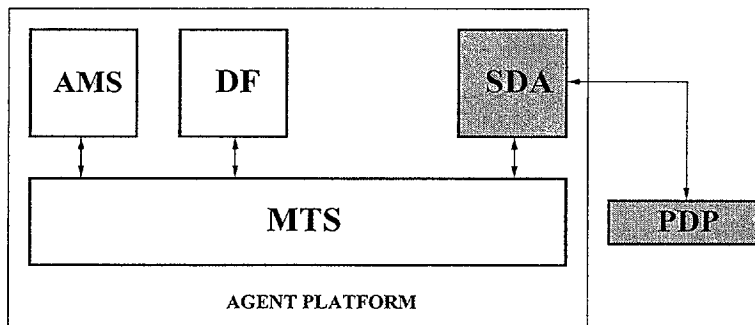 AMS
DF
SDA
MTS
PDP
AGENT PLATFORM